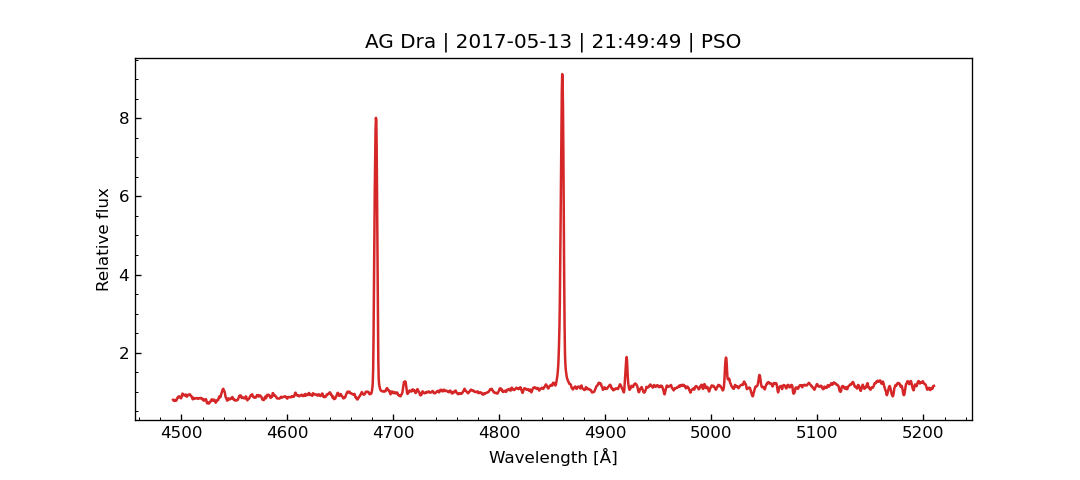 AG Dra | 2017-05-13 | 21:49:49 | PSO
8
6
4
2
Relative flux
4500 4600 4700 4800 4900 5000 5100 5200
Wavelength [Å]